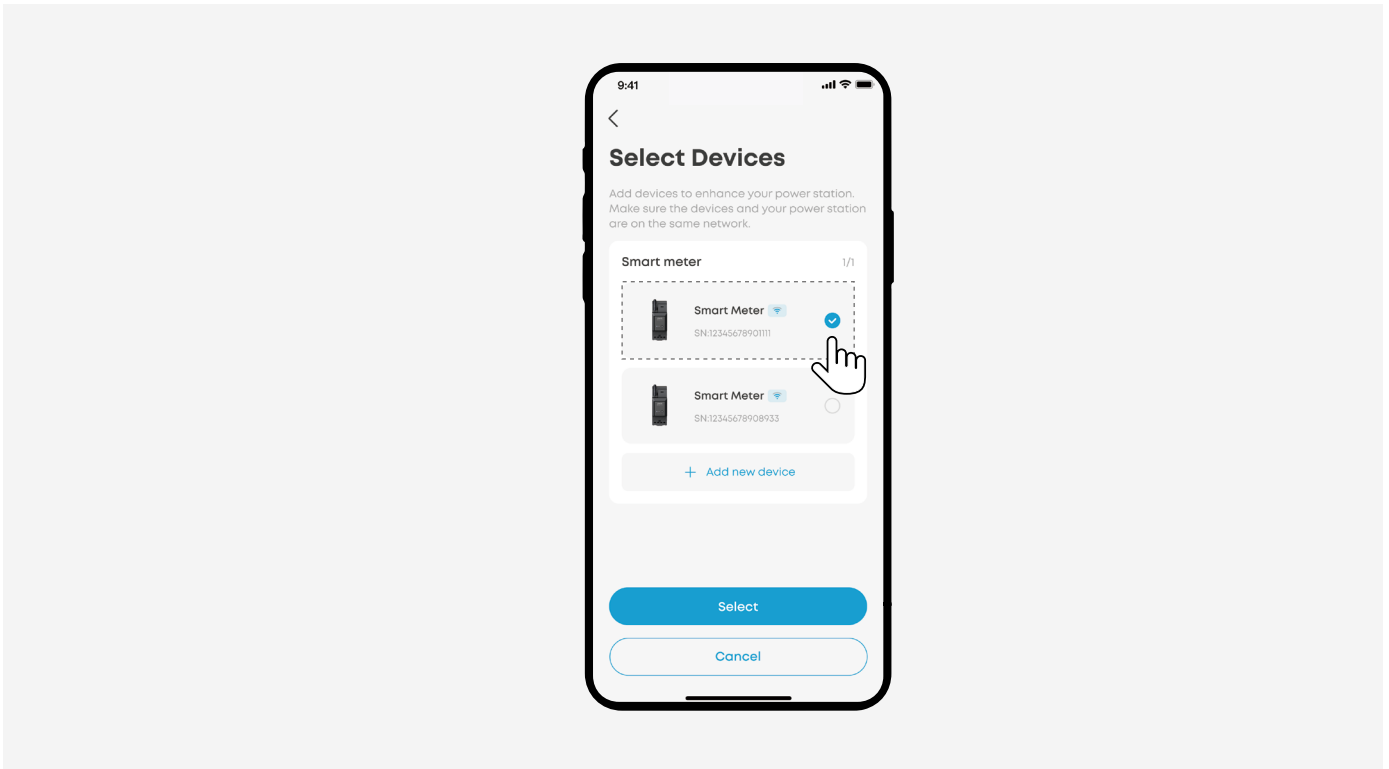 9:41
Select Devices
Add devices to enhance your power station.
Make sure the devices and your power station
are on the same network.
Smart meter 1/1
Smart Meter
SN:12345678901111
Smart Meter
SN:12345678908933
+ Add new device
Select
Cancel